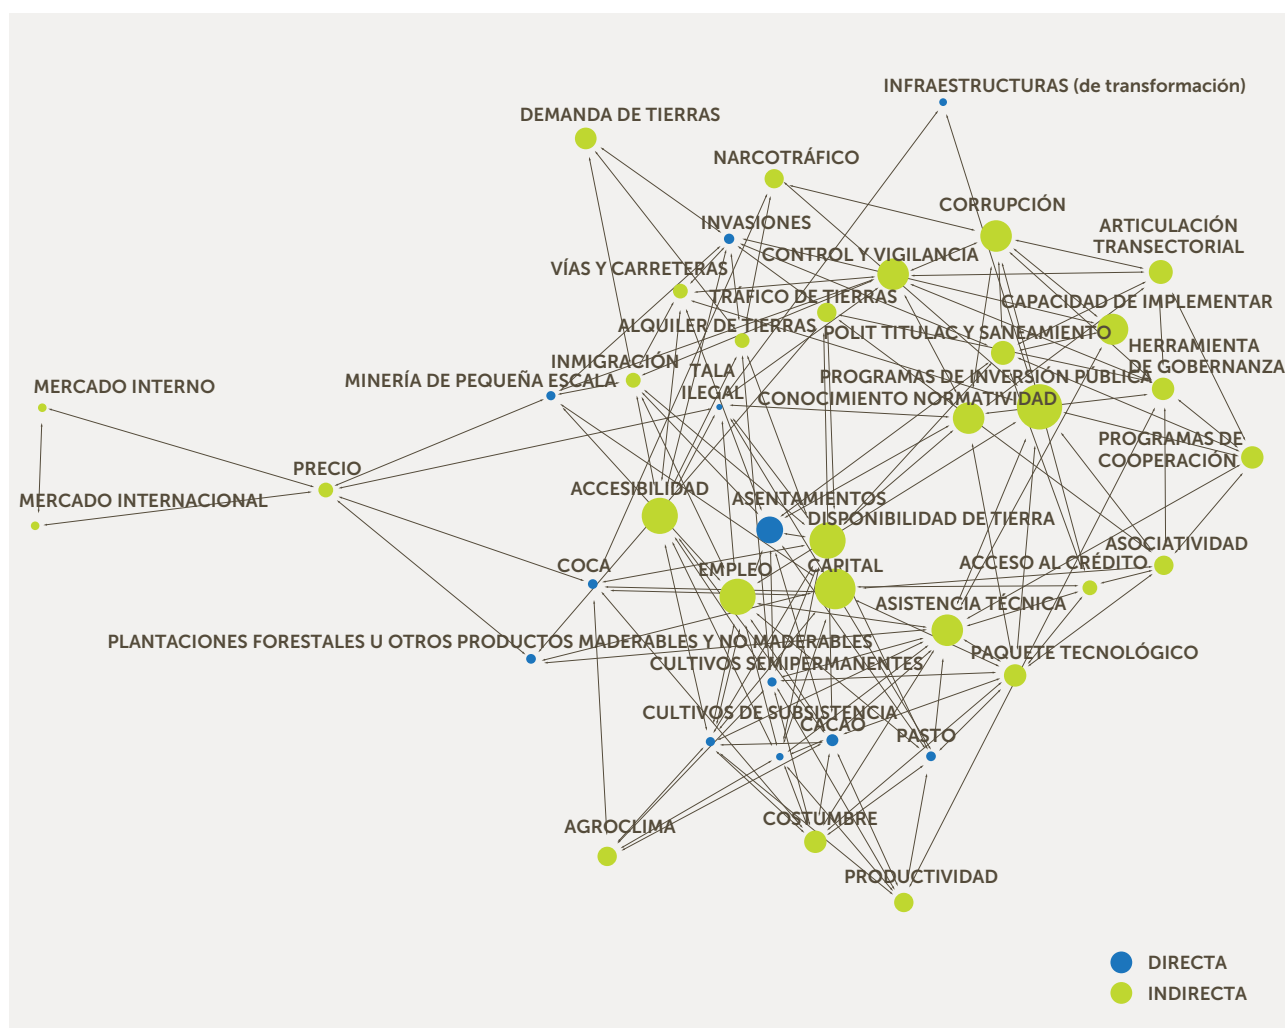 INFRAESTRUCTURAS (de transformación)
DEMANDA DE TIERRAS
NARCOTRÁFICO
CORRUPCIÓN
INVASIONES
ARTICULACIÓN
TRANSECTORIAL
CONTROL Y VIGILANCIA
VÍAS Y CARRETERAS
TRÁFICO DE TIERRAS
CAPACIDAD DE IMPLEMENTAR
ALQUILER DE TIERRAS
POLIT TITULAC Y SANEAMIENTO
HERRAMIENTA
DE GOBERNANZA
INMIGRACIÓN
TALA
ILEGAL
PROGRAMAS DE INVERSIÓN PÚBLICA
MINERÍA DE PEQUEÑA ESCALA
MERCADO INTERNO
CONOCIMIENTO NORMATIVIDAD
PROGRAMAS DE
COOPERACIÓN
PRECIO
ACCESIBILIDAD
MERCADO INTERNACIONAL
ASENTAMIENTOS
DISPONIBILIDAD DE TIERRA
ASOCIATIVIDAD
COCA
EMPLEO
CAPITAL
ACCESO AL CRÉDITO
ASISTENCIA TÉCNICA
PLANTACIONES FORESTALES U OTROS PRODUCTOS MADERABLES Y NO MADERABLES
PAQUETE TECNOLÓGICO
CULTIVOS SEMIPERMANENTES
CULTIVOS DE SUBSISTENCIA
CACAO
PASTO
AGROCLIMA
COSTUMBRE
PRODUCTIVIDAD
DIRECTA
INDIRECTA